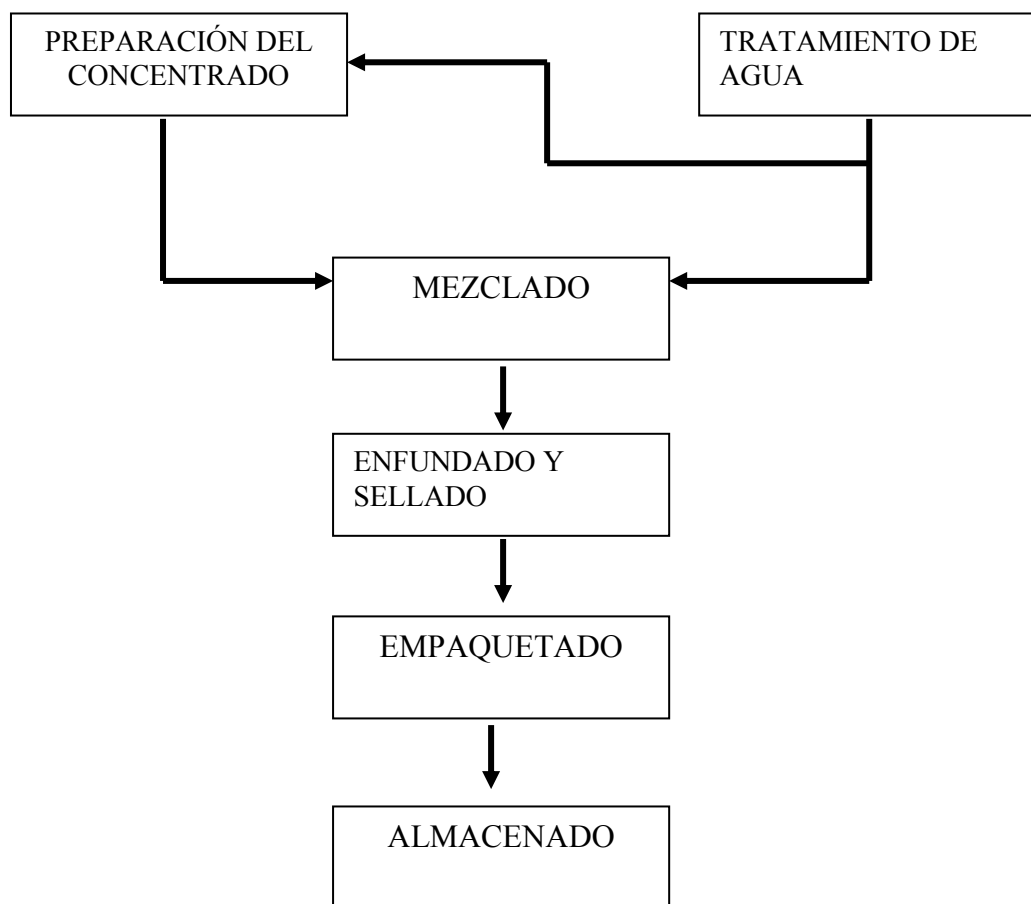 PREPARACIÓN DEL
CONCENTRADO
TRATAMIENTO DE
AGUA
MEZCLADO
ENFUNDADO Y
SELLADO
EMPAQUETADO
ALMACENADO